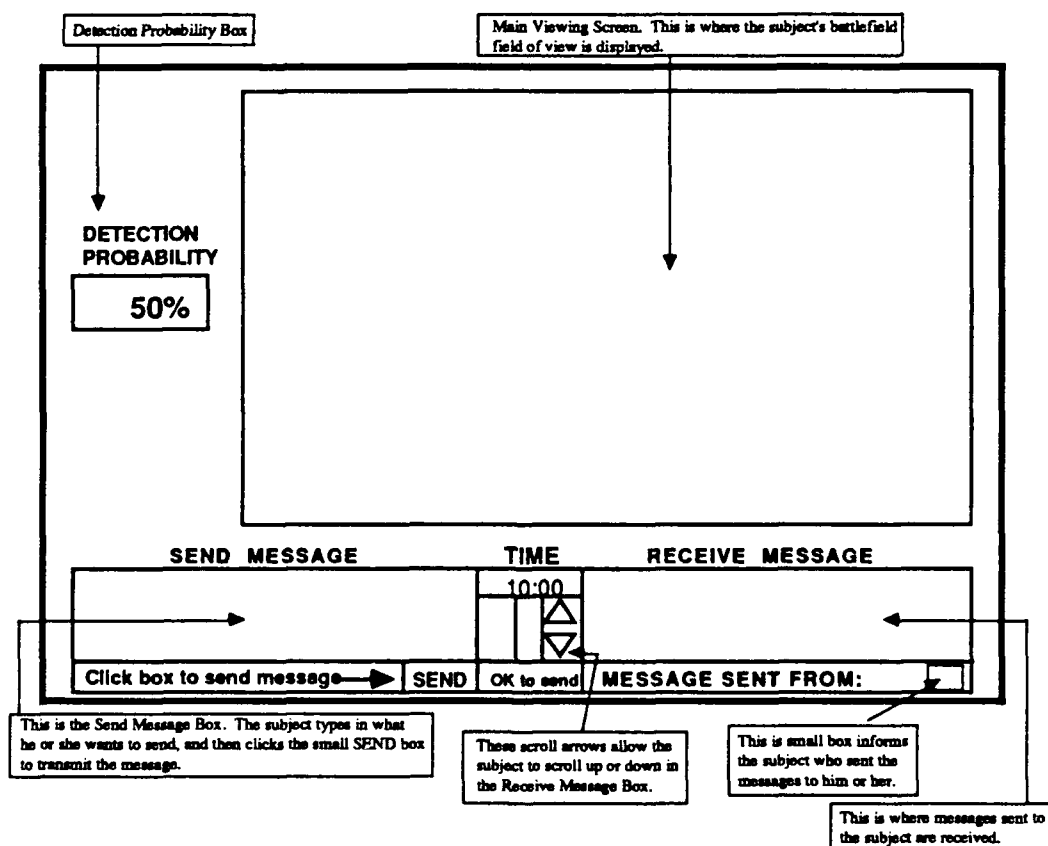 Detection Probability Box
Main Viewing Screen. This is where the subject's battlefield
field of view is displayed.
DETECTION
PROBABILITY
50%
SEND MESSAGE
TIME
RECEIVE MESSAGE
10:00
Click box to send message
SEND
OK to send
MESSAGE SENT FROM:
This is the Send Message Box. The subject types in what
he or she wants to send, and then clicks the small SEND box
to transmit the message.
These scroll arrows allow the
subject to scroll up or down in
the Receive Message Box.
This is small box informs
the subject who sent the
messages to him or her.
This is where messages sent to
the subject are received.